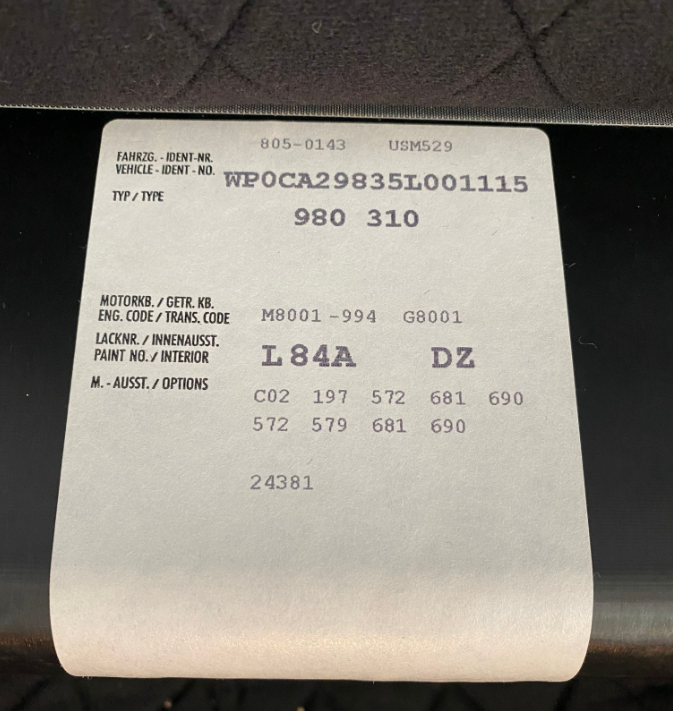 805-0143 USM529
FAHRZG. - IDENT-NR.
VEHICLE - IDENT - NO. WP0CA29835L001115
TYP / TYPE 980 310
MOTORKB. / GETR. KB.
ENG. CODE / TRANS. CODE M8001 -994 G8001
LACKNR. / INNENAUSST.
PAINT NO. / INTERIOR L84A DZ
M. - AUSST. / OPTIONS
C02 197 572 681 690
572 579 681 690
24381